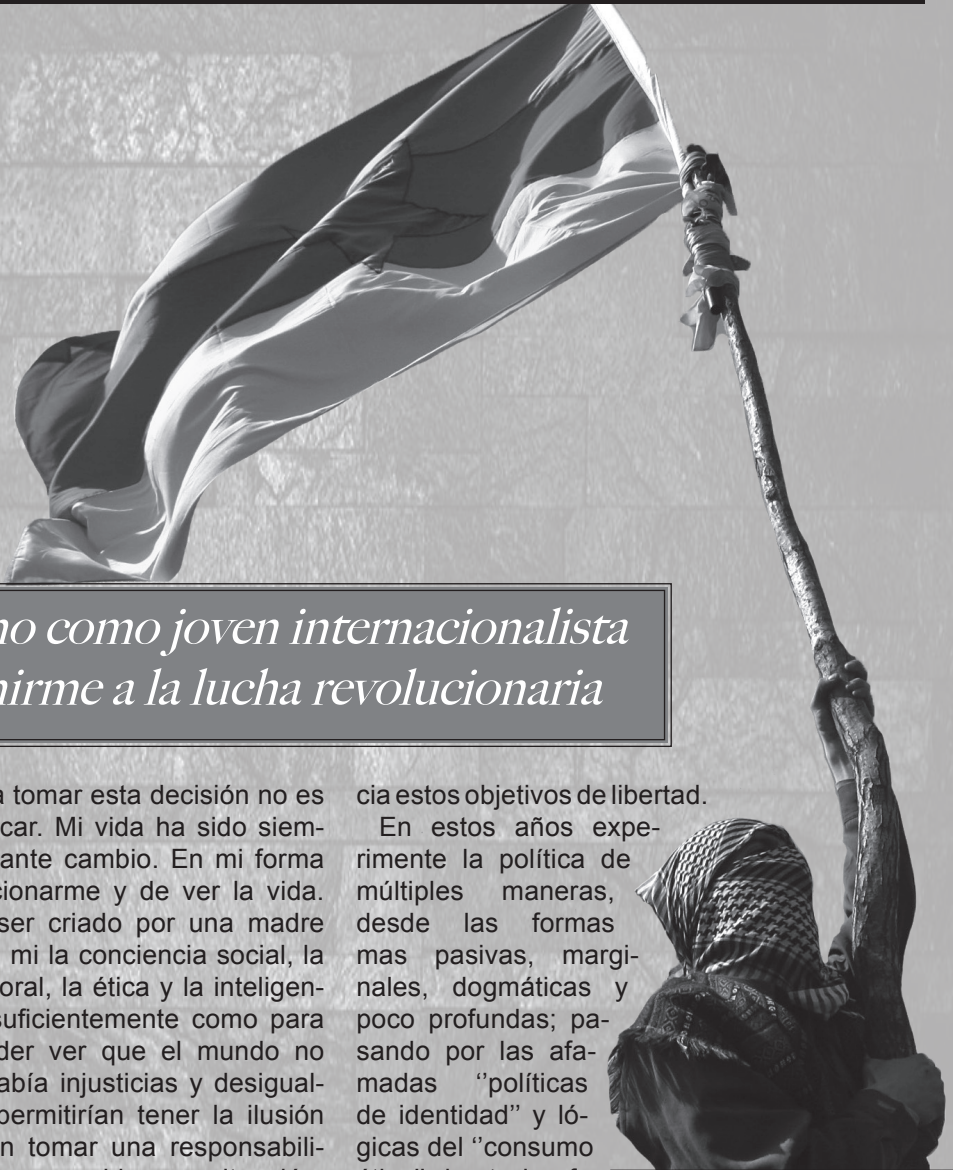 no como joven internacionalista
nirme a la lucha revolucionaria
a tomar esta decisión no es
car. Mi vida ha sido siem-
ante cambio. En mi forma
cionarme y de ver la vida.
ser criado por una madre
mi la conciencia social, la
oral, la ética y la inteligen-
suficientemente como para
der ver que el mundo no
abía injusticias y desigual-
permitirían tener la ilusión
n tomar una responsabili-
cia estos objetivos de libertad.
En estos años expe-
rimente la política de
múltiples maneras,
desde las formas
mas pasivas, margi-
nales, dogmáticas y
poco profundas; pa-
sando por las afa-
madas ‘’políticas
de identidad’’ y ló-
gicas del ‘’consumo